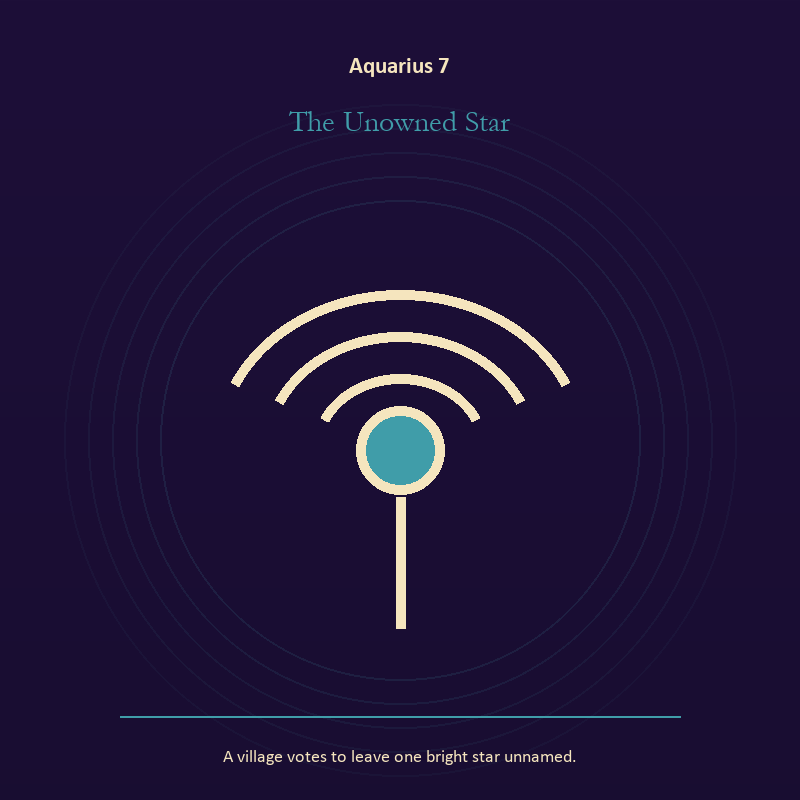 Aquarius 7
The Unowned Star
A village votes to leave one bright star unnamed.